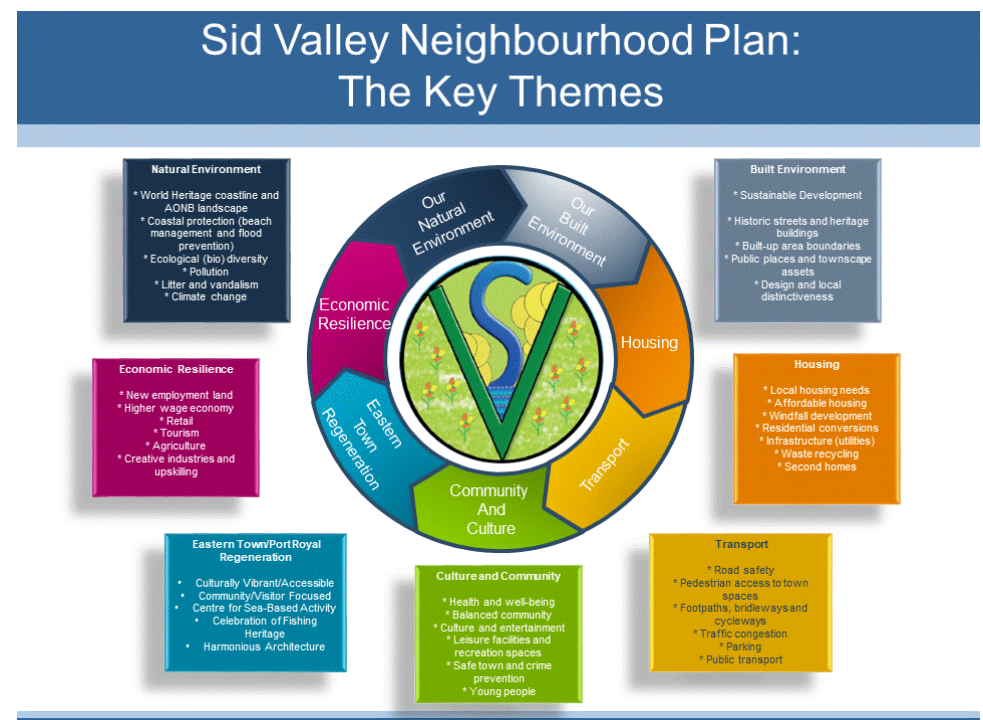 Sid Valley Neighbourhood Plan:
The Key Themes
Natural Environment
* World Heritage coastline and
AONB landscape
* Coastal protection (beach
management and flood
prevention)
* Ecological (bio) diversity
* Pollution
* Litter and vandalism
* Climate change
Built Environment
* Sustainable Development
* Historic streets and heritage
buildings
* Built-up area boundaries
* Public places and townscape
assets
* Design and local
distinctiveness
Our
Natural
Environment
Our
Built
Environment
Economic
Resilience
Housing
Eastern
Town
Regeneration
Transport
Community
And
Culture
SV
Economic Resilience
* New employment land
* Higher wage economy
* Retail
* Tourism
* Agriculture
* Creative industries and
upskilling
Housing
* Local housing needs
* Affordable housing
* Windfall development
* Residential conversions
* Infrastructure (utilities)
* Waste recycling
* Second homes
Eastern Town/Port Royal
Regeneration
• Culturally Vibrant/Accessible
• Community/Visitor Focused
• Centre for Sea-Based Activity
• Celebration of Fishing
Heritage
• Harmonious Architecture
Culture and Community
* Health and well-being
* Balanced community
* Culture and entertainment
* Leisure facilities and
recreation spaces
* Safe town and crime
prevention
* Young people
Transport
* Road safety
* Pedestrian access to town
spaces
* Footpaths, bridleways and
cycleways
* Traffic congestion
* Parking
* Public transport